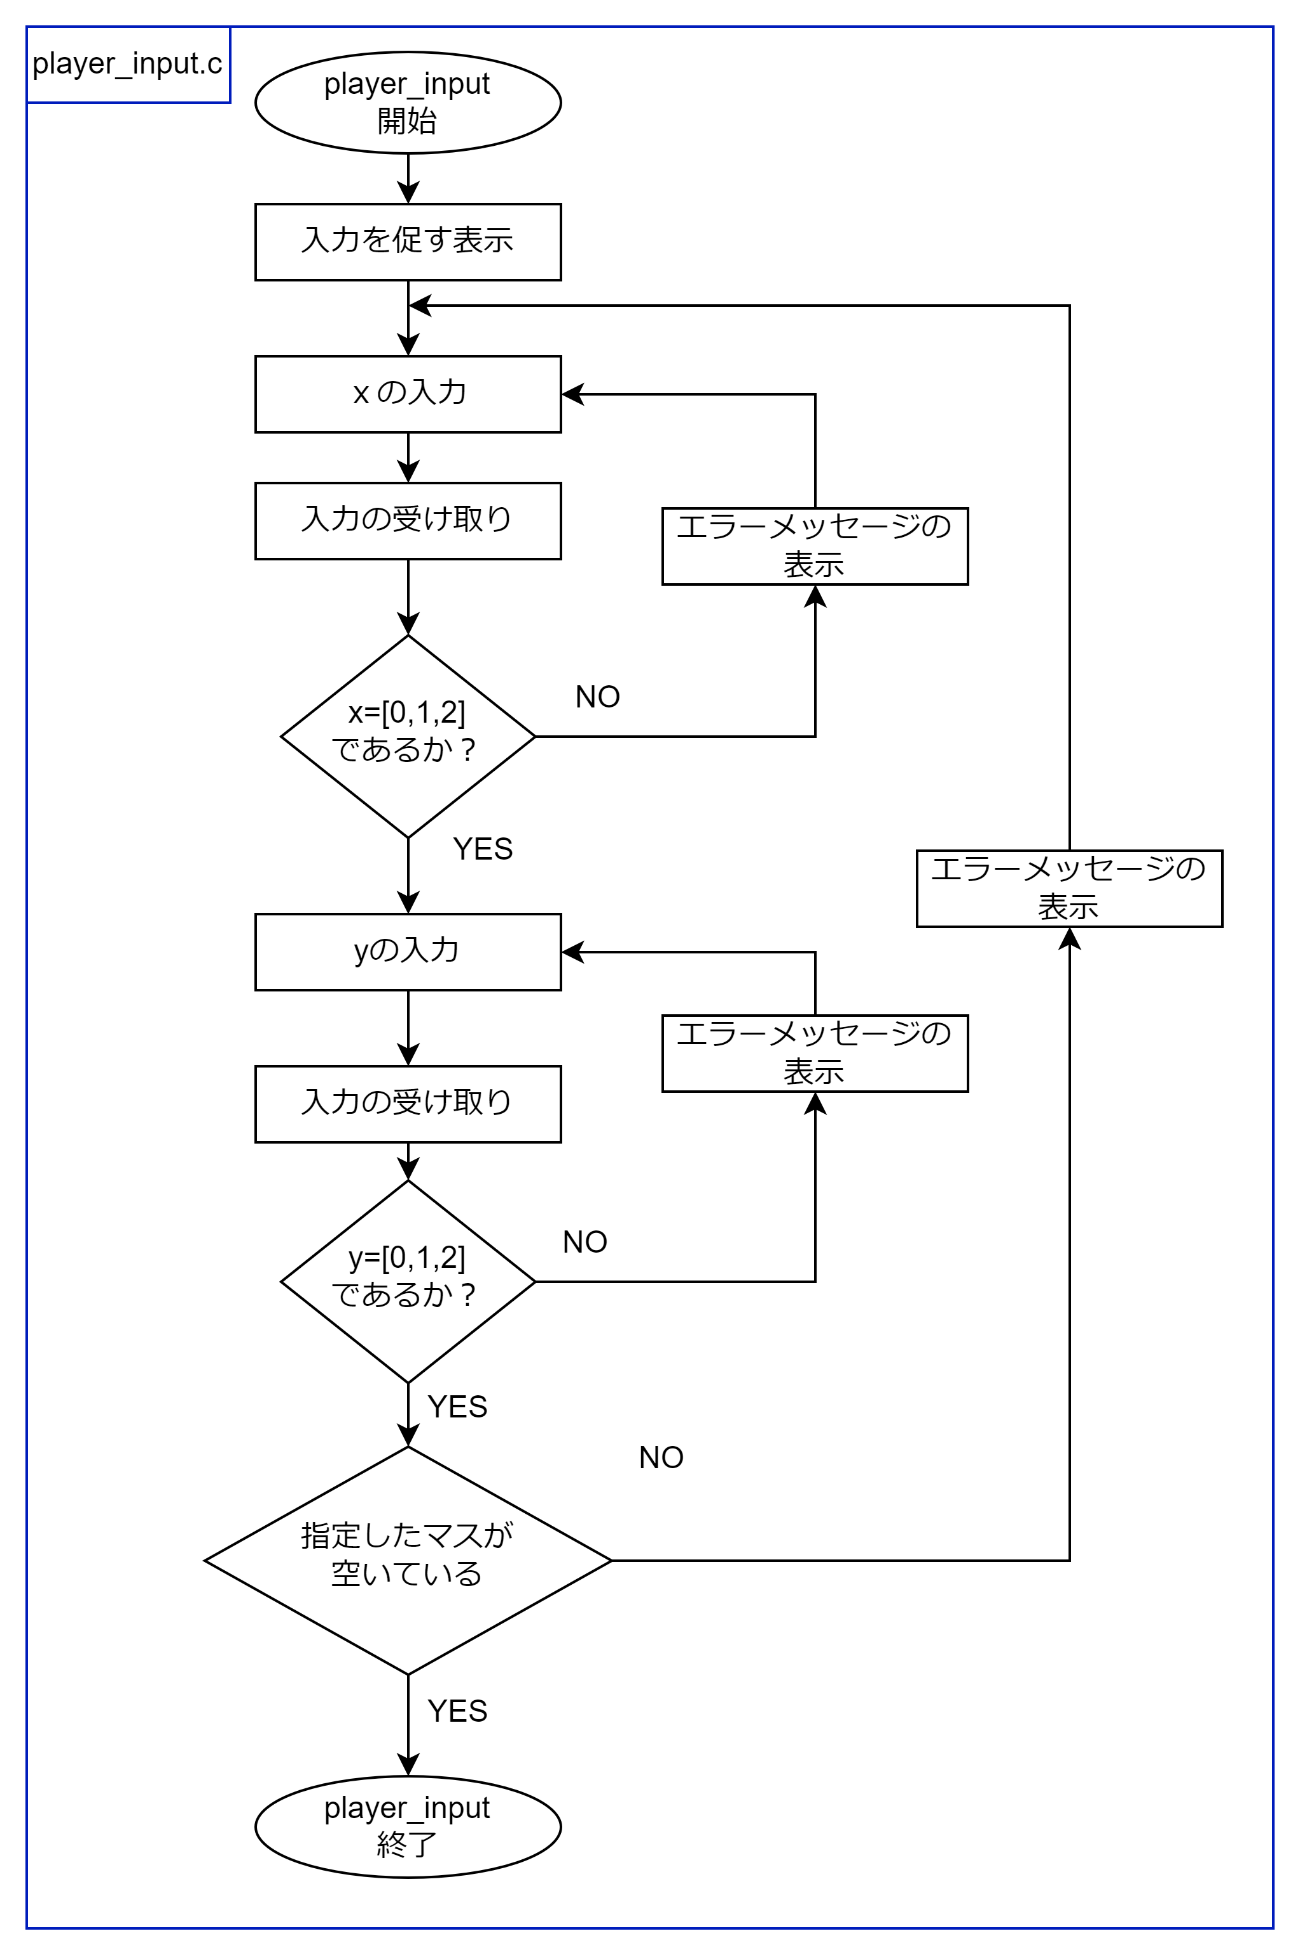 player_input.c
player_input
開始
入力を促す表示
ｘの入力
入力の受け取り
エラーメッセージの
表示
x=[0,1,2]
であるか？
NO
YES
エラーメッセージの
表示
yの入力
エラーメッセージの
表示
入力の受け取り
y=[0,1,2]
であるか？
NO
YES
NO
指定したマスが
空いている
YES
player_input
終了